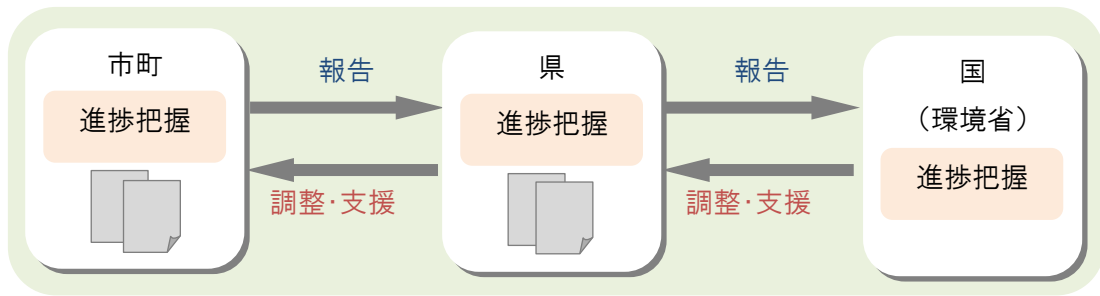 市町
進捗把握
報告
調整・支援
県
進捗把握
報告
調整・支援
国
（環境省）
進捗把握